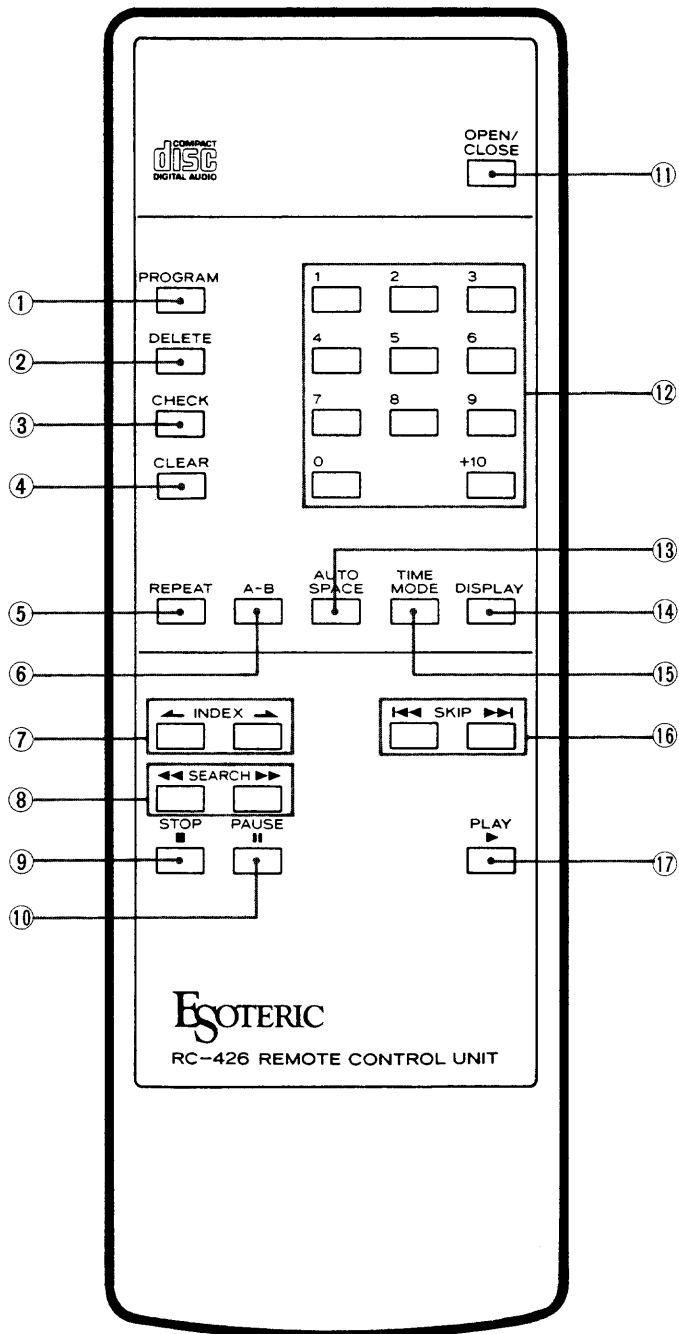 COMPACT
disc
DIGITAL AUDIO
OPEN/
CLOSE
⑪
PROGRAM
①
DELETE
②
CHECK
③
CLEAR
④
1 2 3
4 5 6
7 8 9
0 +10
⑫
⑬
REPEAT A-B AUTO SPACE TIME MODE DISPLAY
⑤
⑭
⑥
⑮
◄◄ INDEX ►►
⑦
I◄◄ SKIP ►►I
⑯
◄◄ SEARCH ►►
⑧
STOP PAUSE PLAY
■ II ►
⑨
⑰
⑩
ESOTERIC
RC-426 REMOTE CONTROL UNIT